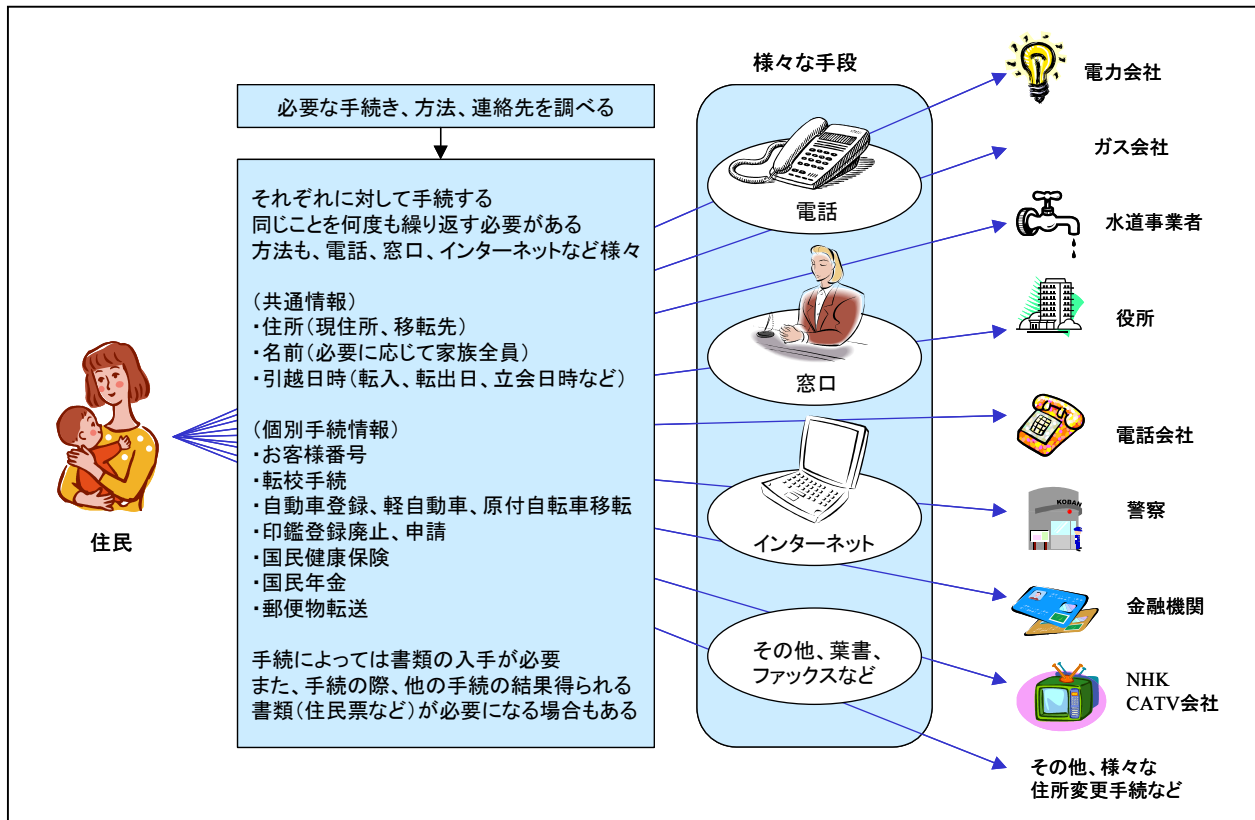 様々な手段
必要な手続き、方法、連絡先を調べる
それぞれに対して手続する
同じことを何度も繰り返す必要がある
方法も、電話、窓口、インターネットなど様々
(共通情報)
・住所(現住所、移転先)
・名前(必要に応じて家族全員)
・引越日時(転入、転出日、立会日時など)
(個別手続情報)
・お客様番号
・転校手続
・自動車登録、軽自動車、原付自転車移転
・印鑑登録廃止、申請
・国民健康保険
・国民年金
・郵便物転送
手続によっては書類の入手が必要
また、手続の際、他の手続の結果得られる
書類(住民票など)が必要になる場合もある
住民
電話
窓口
インターネット
その他、葉書、
ファックスなど
電力会社
ガス会社
水道事業者
役所
電話会社
KOBAN
警察
金融機関
NHK
CATV会社
その他、様々な
住所変更手続など